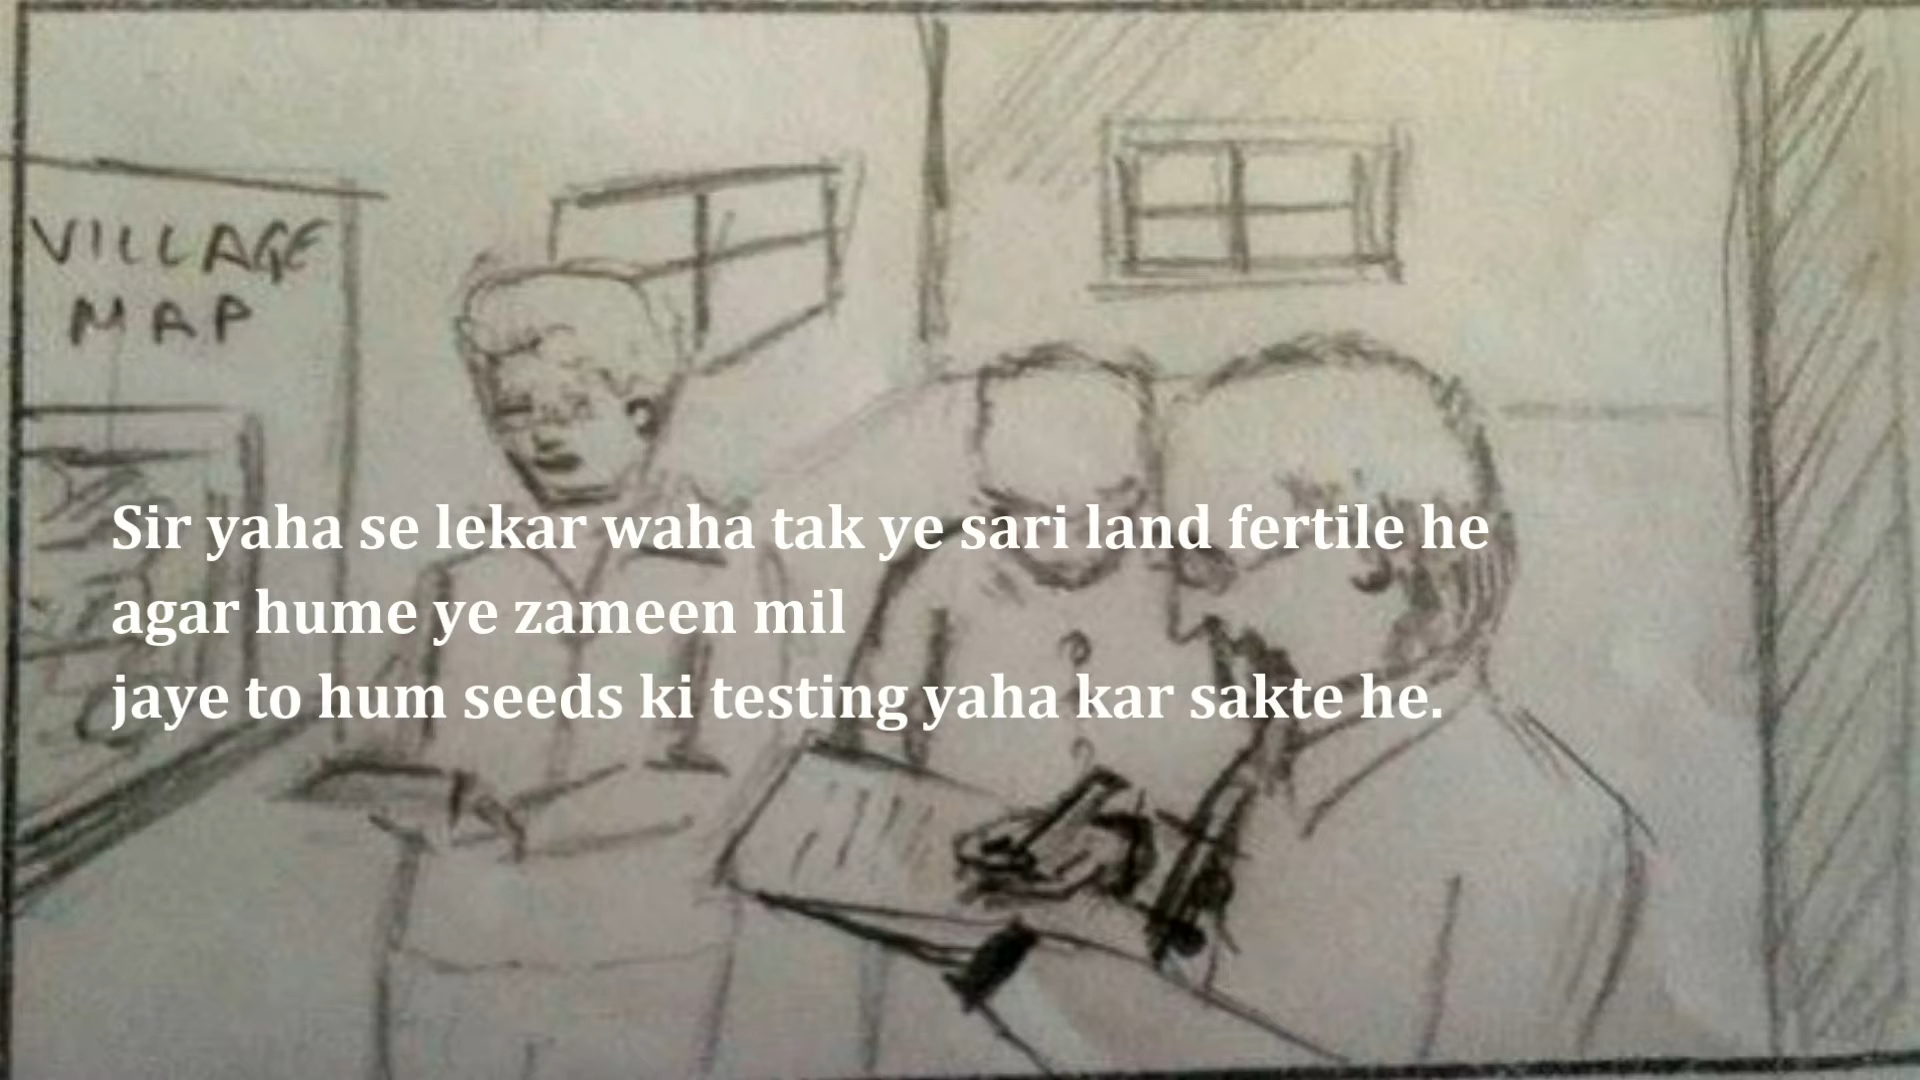 VILLAGE
MAP
Sir yaha se lekar waha tak ye sari land fertile he
agar hume ye zameen mil
jaye to hum seeds ki testing yaha kar sakte he.